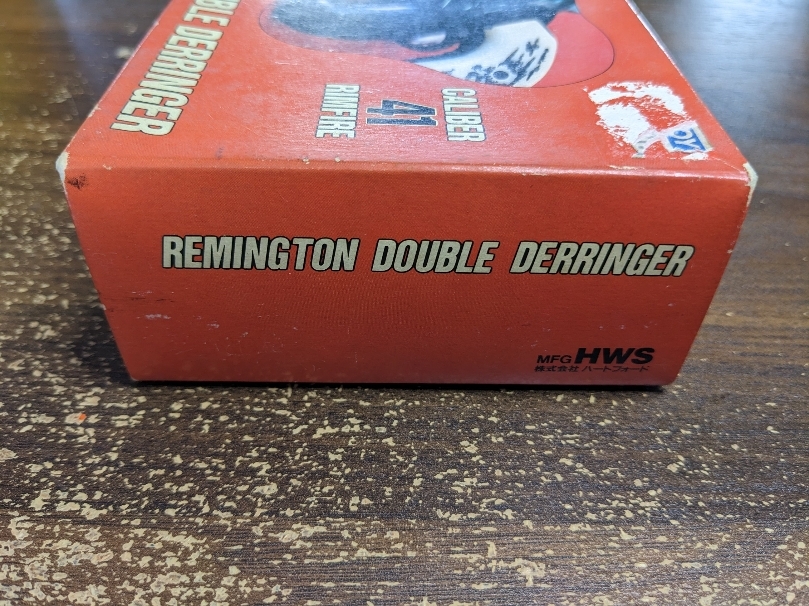 DOUBLE DERRINGER
CALIBER
41
RIMFIRE
REMINGTON DOUBLE DERRINGER
MFG HWS
株式会社 ハートフォード